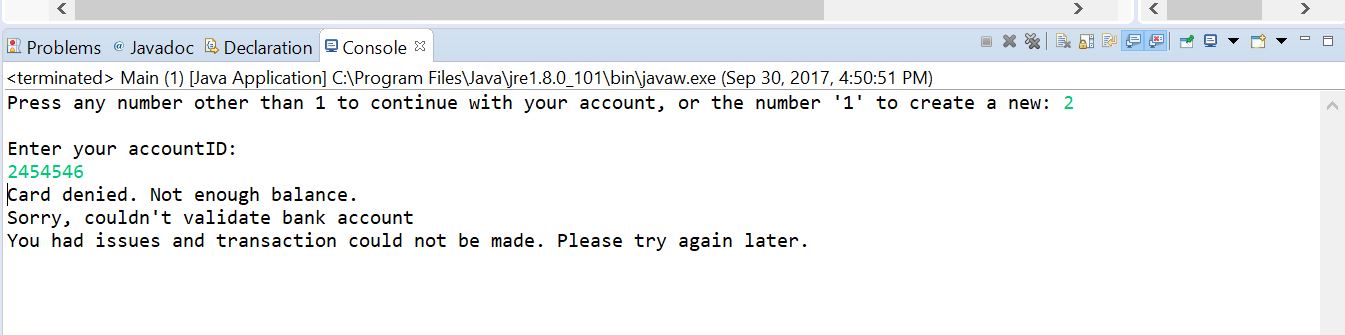 Problems @ Javadoc Declaration Console
<terminated> Main (1) [Java Application] C:\Program Files\Java\jre1.8.0_101\bin\javaw.exe (Sep 30, 2017, 4:50:51 PM)
Press any number other than 1 to continue with your account, or the number '1' to create a new: 2
Enter your accountID:
2454546
Card denied. Not enough balance.
Sorry, couldn't validate bank account
You had issues and transaction could not be made. Please try again later.